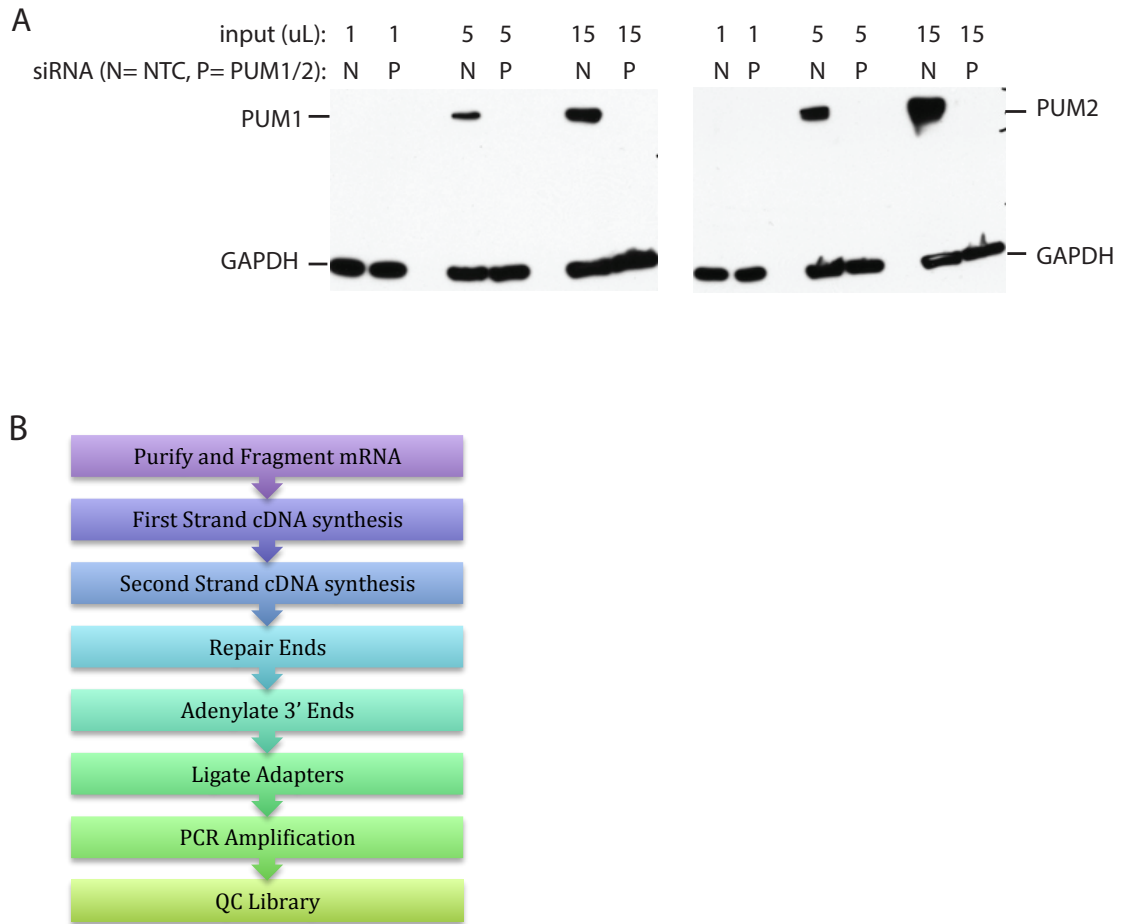 A
input (uL): 1 1 5 5 15 15 1 1 5 5 15 15
siRNA (N= NTC, P= PUM1/2): N P N P N P N P N P N P
PUM1
PUM2
GAPDH
GAPDH
B
Purify and Fragment mRNA
First Strand cDNA synthesis
Second Strand cDNA synthesis
Repair Ends
Adenylate 3’ Ends
Ligate Adapters
PCR Amplification
QC Library